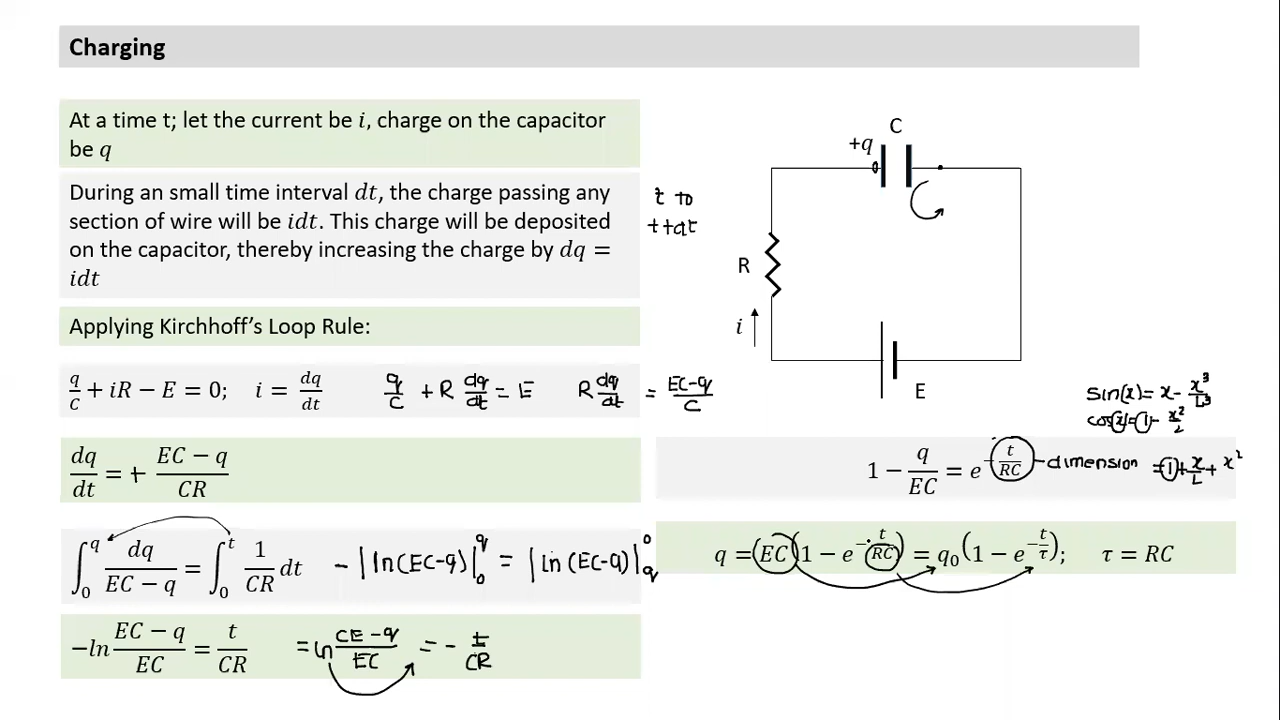 Charging
At a time t; let the current be i, charge on the capacitor
be q
During an small time interval dt, the charge passing any
section of wire will be idt. This charge will be deposited
on the capacitor, thereby increasing the charge by dq =
idt
t to
t+dt
Applying Kirchhoff's Loop Rule:
q/C + iR − E = 0; i = dq/dt q/C + R dq/dt = E R dq/dt = EC-q/C
dq/dt = + EC − q/CR
∫₀^q dq/EC − q = ∫₀^t 1/CR dt -|ln(EC-q)|₀^q = |ln(EC-q)|_q^0
−ln EC − q/EC = t/CR = ln CE-q/EC = - t/CR
C
+q
R
i
E
sin(x) = x - x³/L3
cos(x) = 1 - x²/2
1 − q/EC = e^(−t/RC) dimension = 1 + x/L + x²
q = EC(1 − e^(−t/RC)) = q₀(1 − e^(−t/τ)); τ = RC